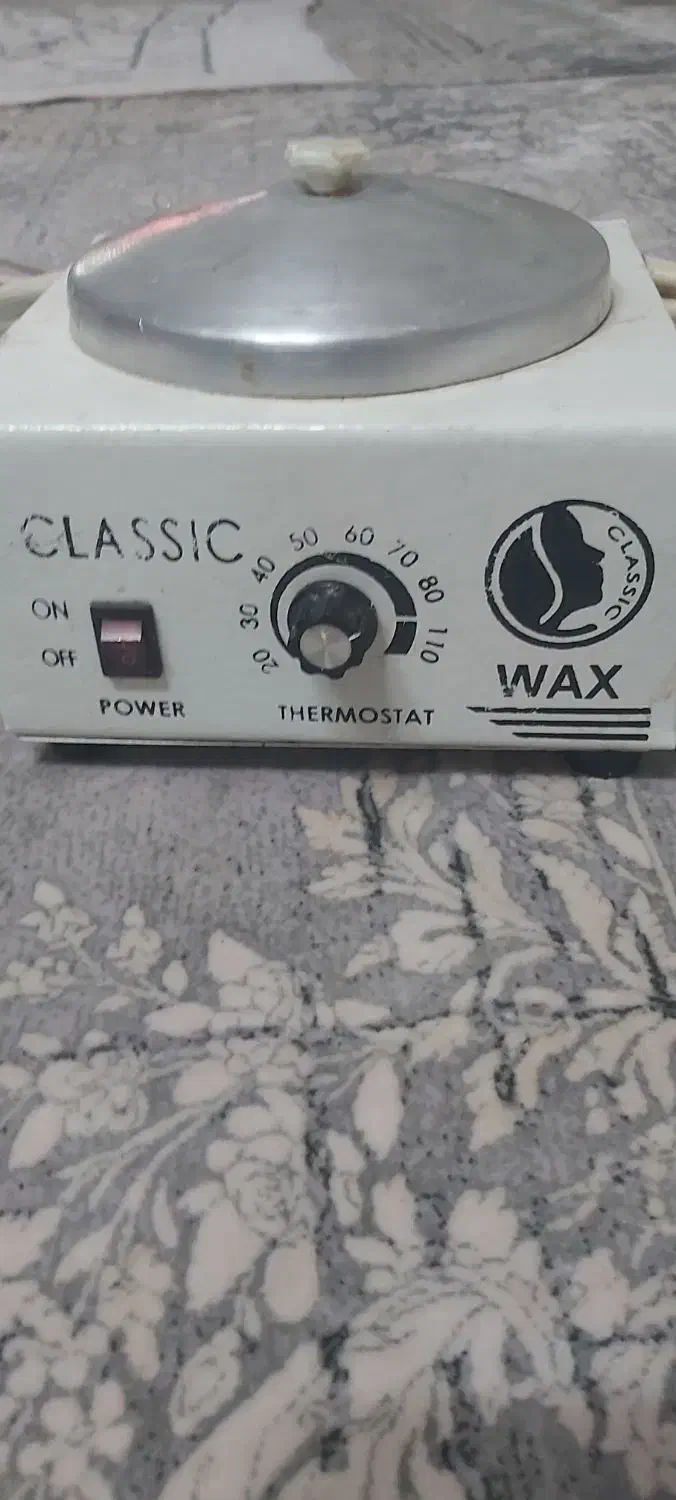 CLASSIC
ON
OFF
POWER
20 30 40 50 60 70 80 110
THERMOSTAT
CLASSIC
WAX